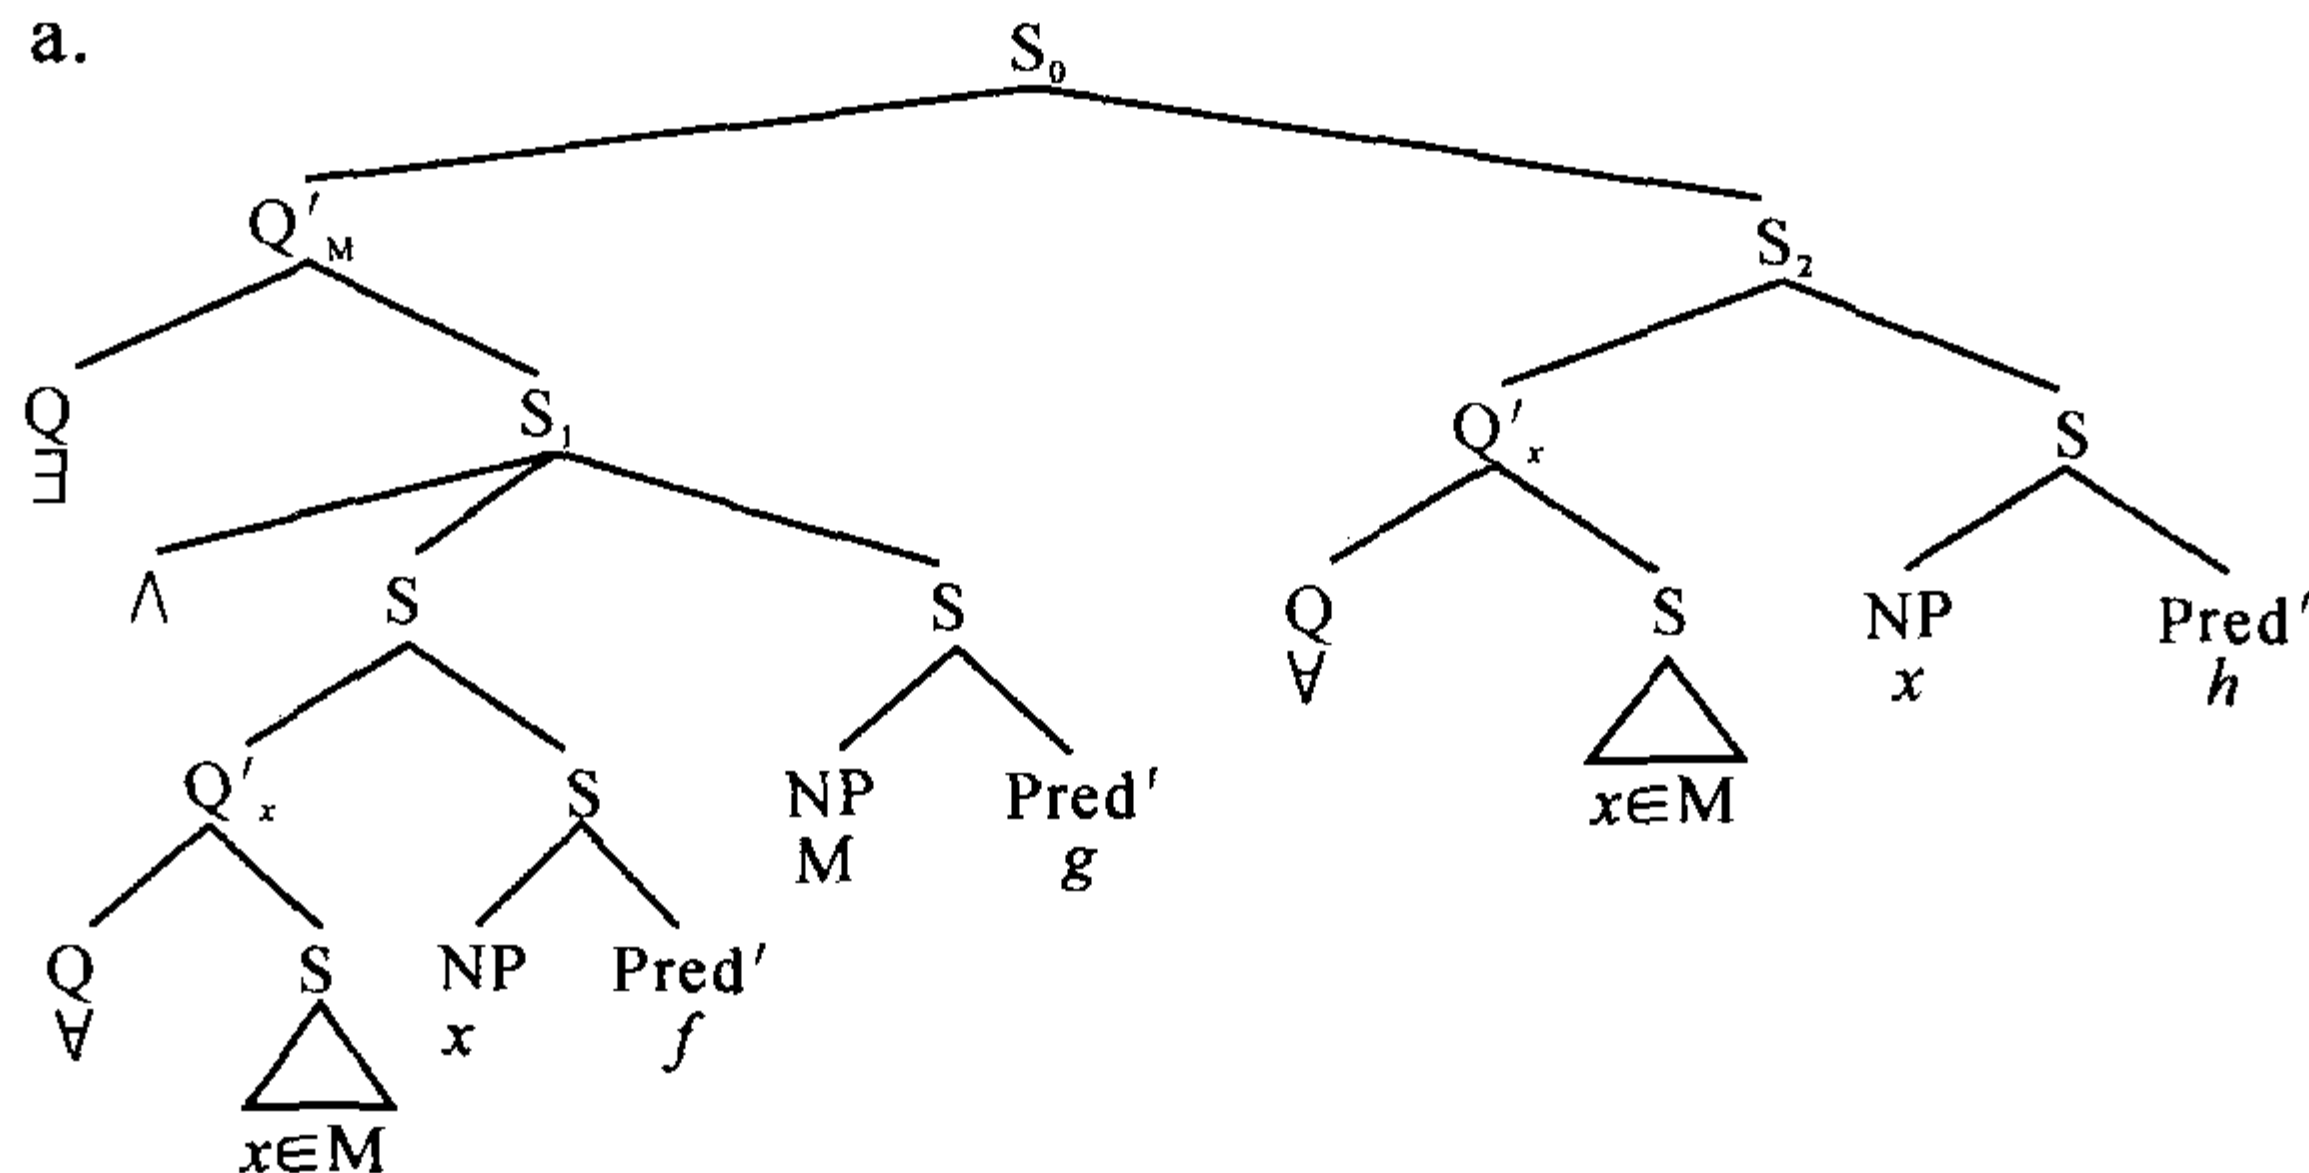 a.
S₀
Q′M S₂
Q S₁ Q′x S
∃
∧ S S Q S NP Pred′
∀ x h
Q′x S NP Pred′ x∈M
M g
Q S NP Pred′
∀ x f
x∈M